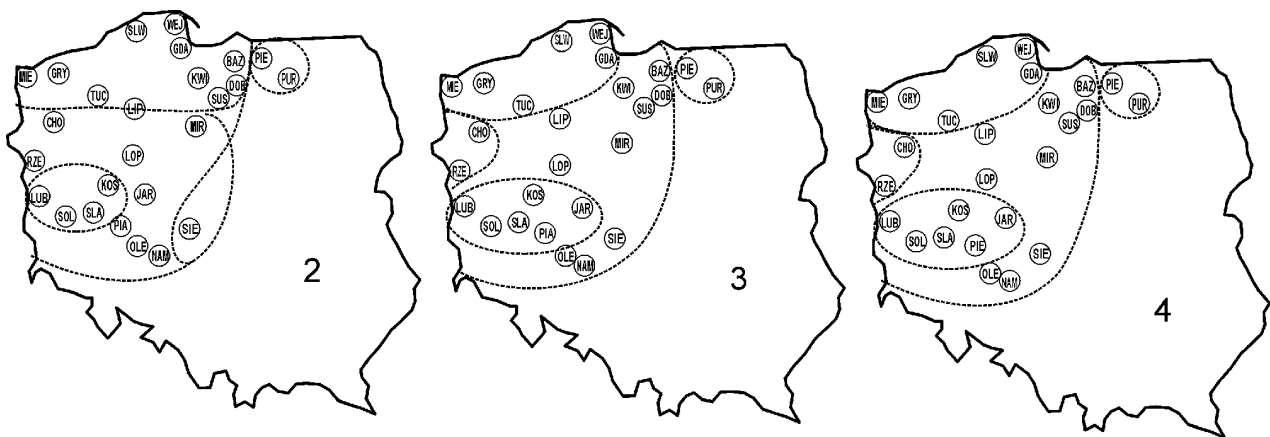 SLW WEJ
GDA
BAZ PIE
MIE GRY KWI PUR
TUC DOB
LIP SUS
CHO MIR
RZE LOP
LUB KOS JAR
SOL SLA PIA SIE
OLE NAM
2
SLW WEJ
GDA
BAZ PIE
MIE GRY KWI PUR
TUC SUS DOB
LIP
CHO MIR
RZE LOP
KOS
LUB JAR
SOL SLA PIA SIE
OLE NAM
3
SLW WEJ
GDA
BAZ PIE
MIE GRY KWI PUR
TUC SUS DOB
LIP
CHO MIR
RZE LOP
LUB KOS JAR
SOL SLA PIE SIE
OLE NAM
4